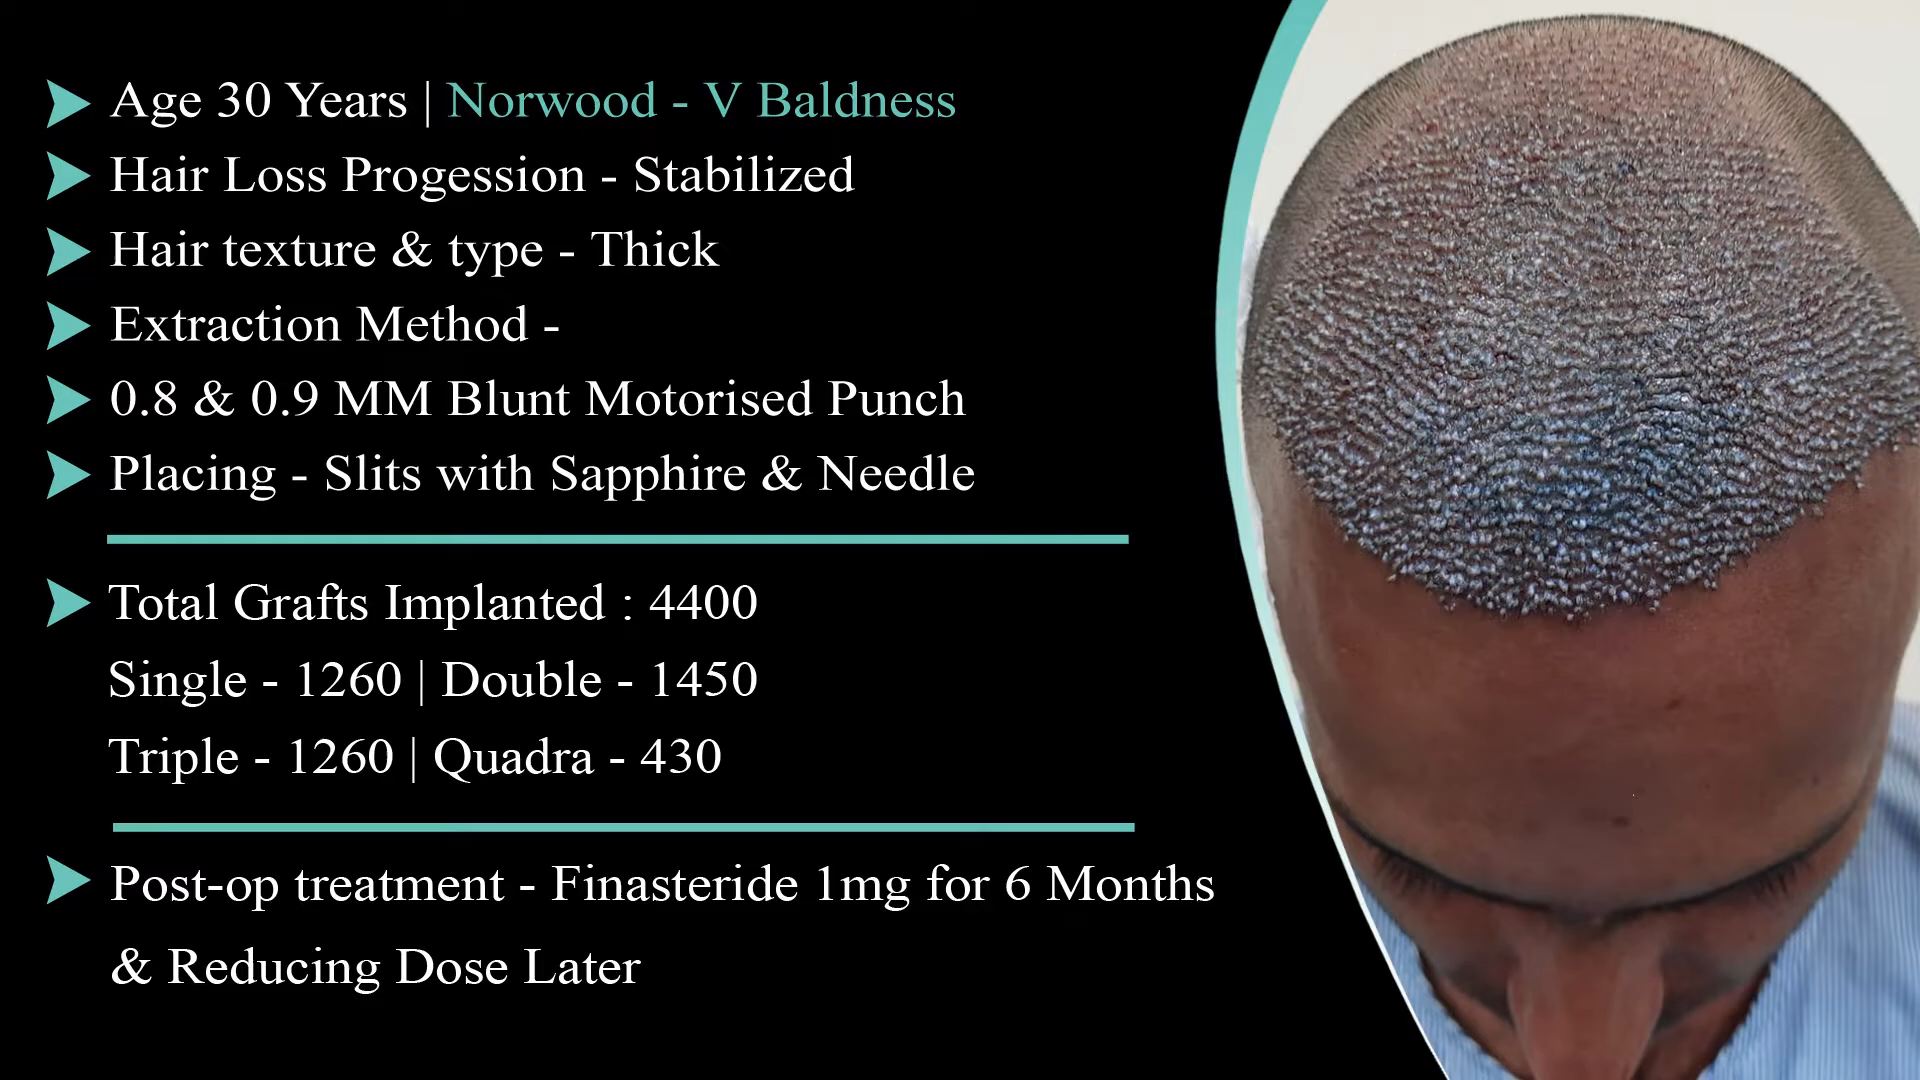 Age 30 Years | Norwood - V Baldness
Hair Loss Progession - Stabilized
Hair texture & type - Thick
Extraction Method -
0.8 & 0.9 MM Blunt Motorised Punch
Placing - Slits with Sapphire & Needle
Total Grafts Implanted : 4400
Single - 1260 | Double - 1450
Triple - 1260 | Quadra - 430
Post-op treatment - Finasteride 1mg for 6 Months
& Reducing Dose Later